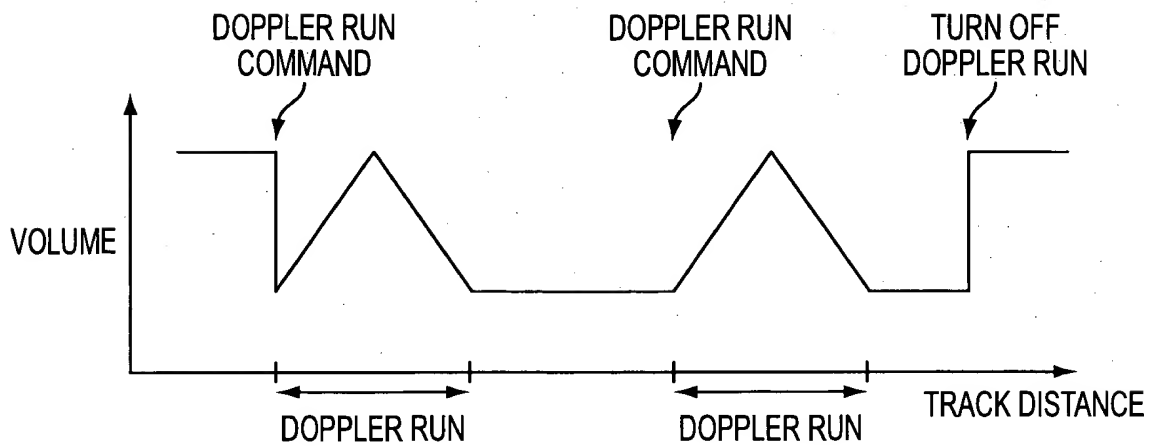 DOPPLER RUN
COMMAND
DOPPLER RUN
COMMAND
TURN OFF
DOPPLER RUN
VOLUME
TRACK DISTANCE
DOPPLER RUN
DOPPLER RUN